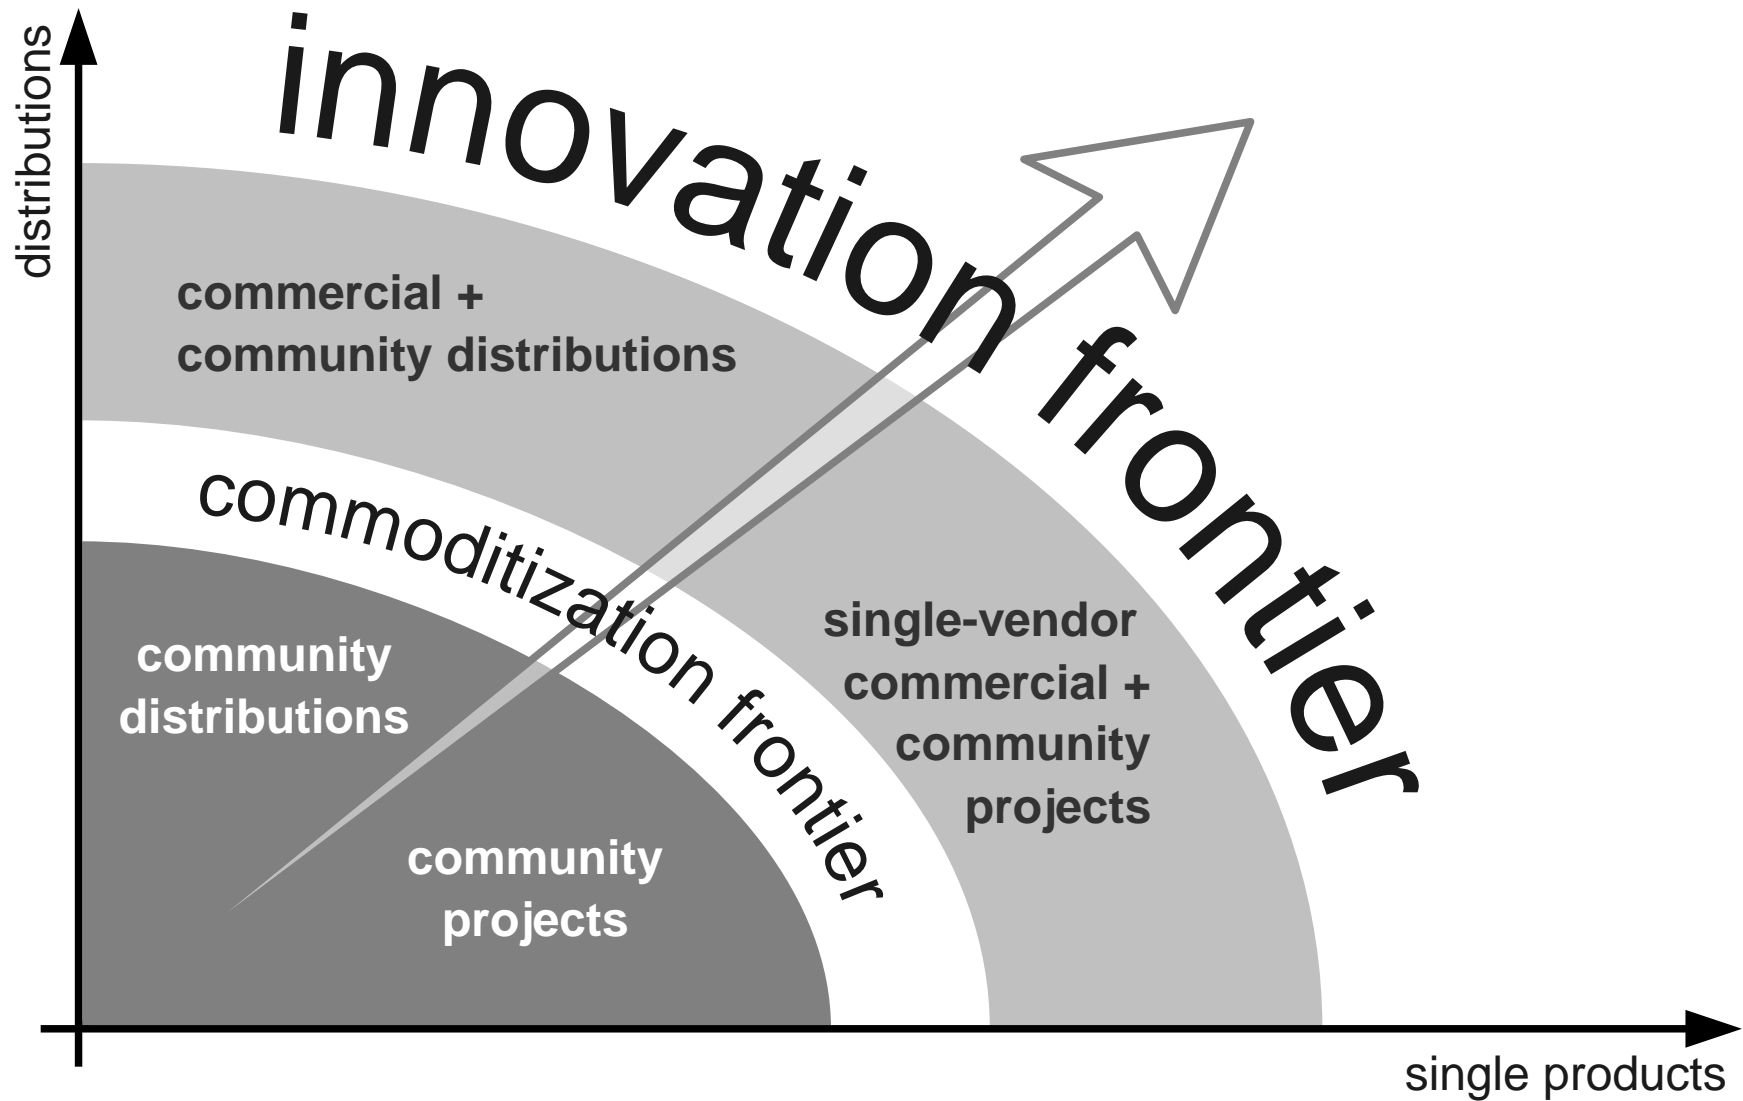 distributions
innovation frontier
commercial +
community distributions
commoditization frontier
single-vendor
commercial +
community
projects
community
distributions
community
projects
single products